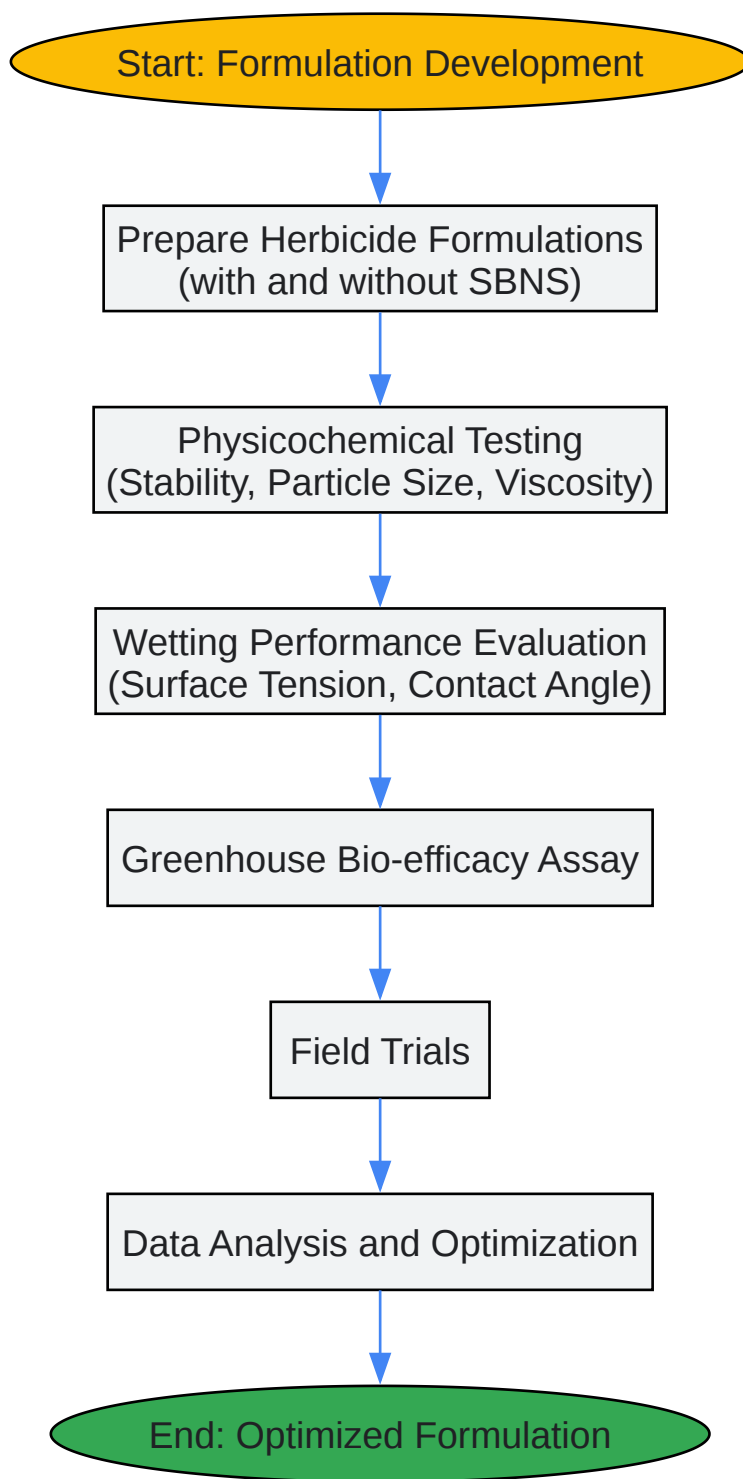 Start: Formulation Development
Prepare Herbicide Formulations
(with and without SBNS)
Physicochemical Testing
(Stability, Particle Size, Viscosity)
Wetting Performance Evaluation
(Surface Tension, Contact Angle)
Greenhouse Bio-efficacy Assay
Field Trials
Data Analysis and Optimization
End: Optimized Formulation